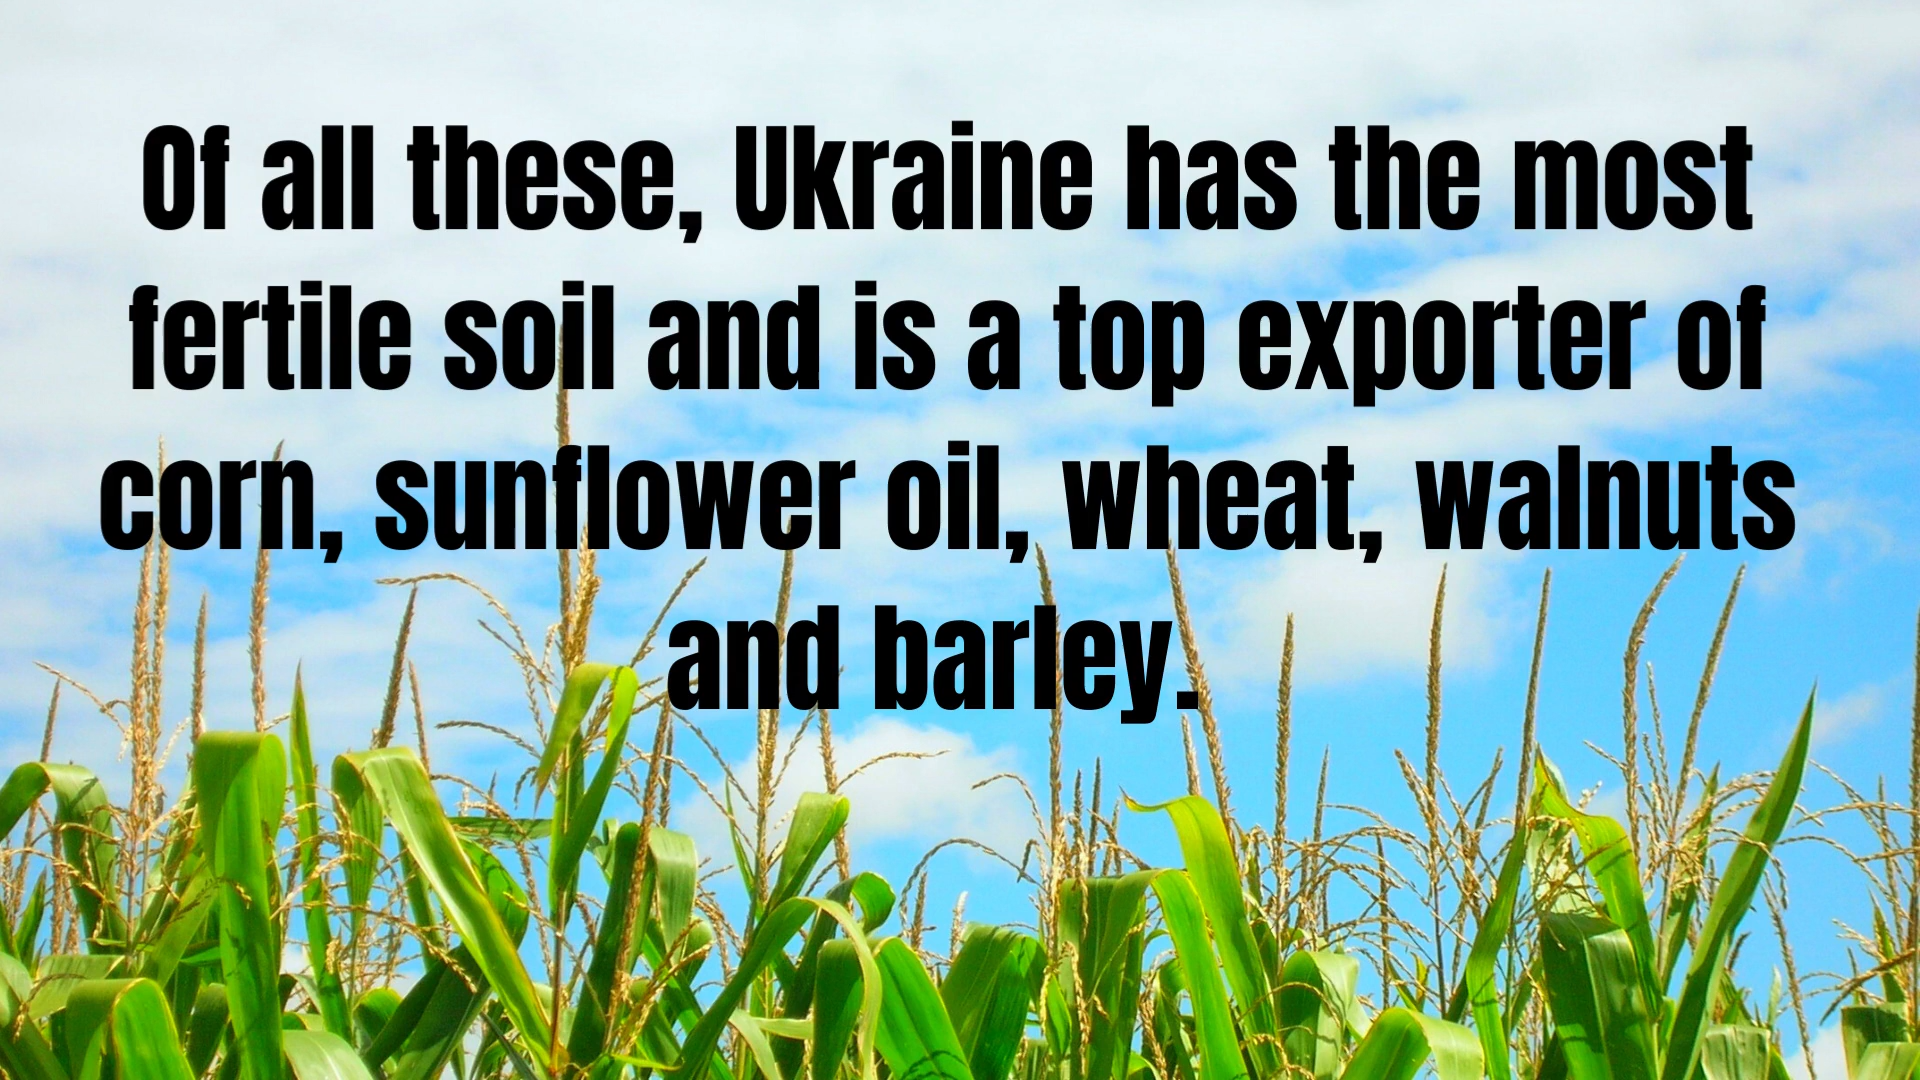 Of all these, Ukraine has the most
fertile soil and is a top exporter of
corn, sunflower oil, wheat, walnuts
and barley.